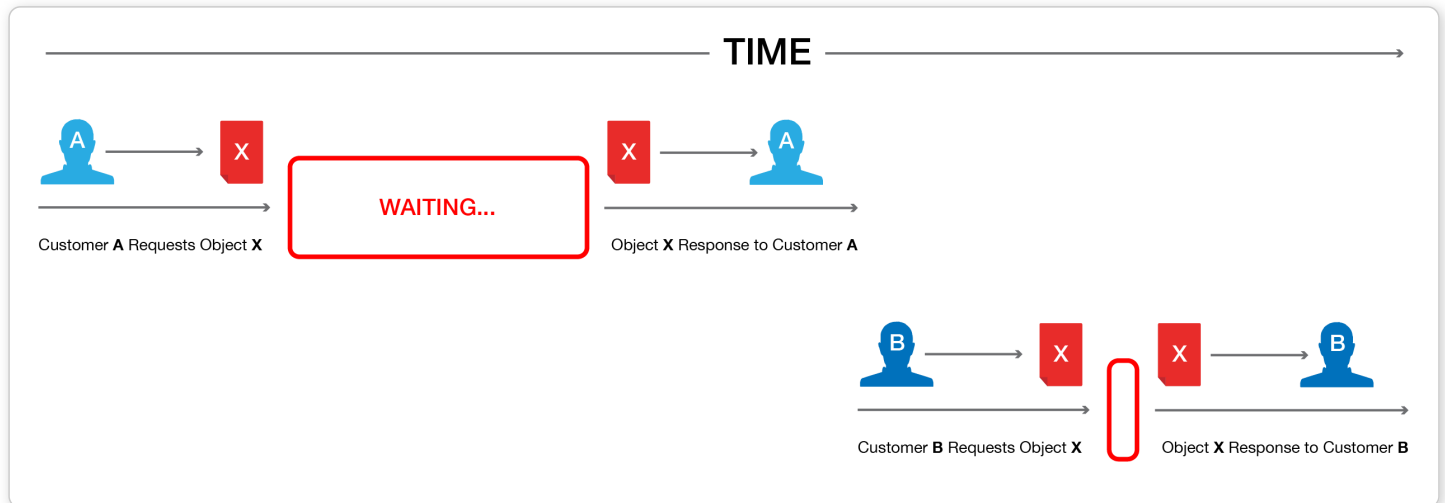 TIME
A
X
X
A
WAITING...
Customer A Requests Object X
Object X Response to Customer A
B
X
X
B
Customer B Requests Object X
Object X Response to Customer B